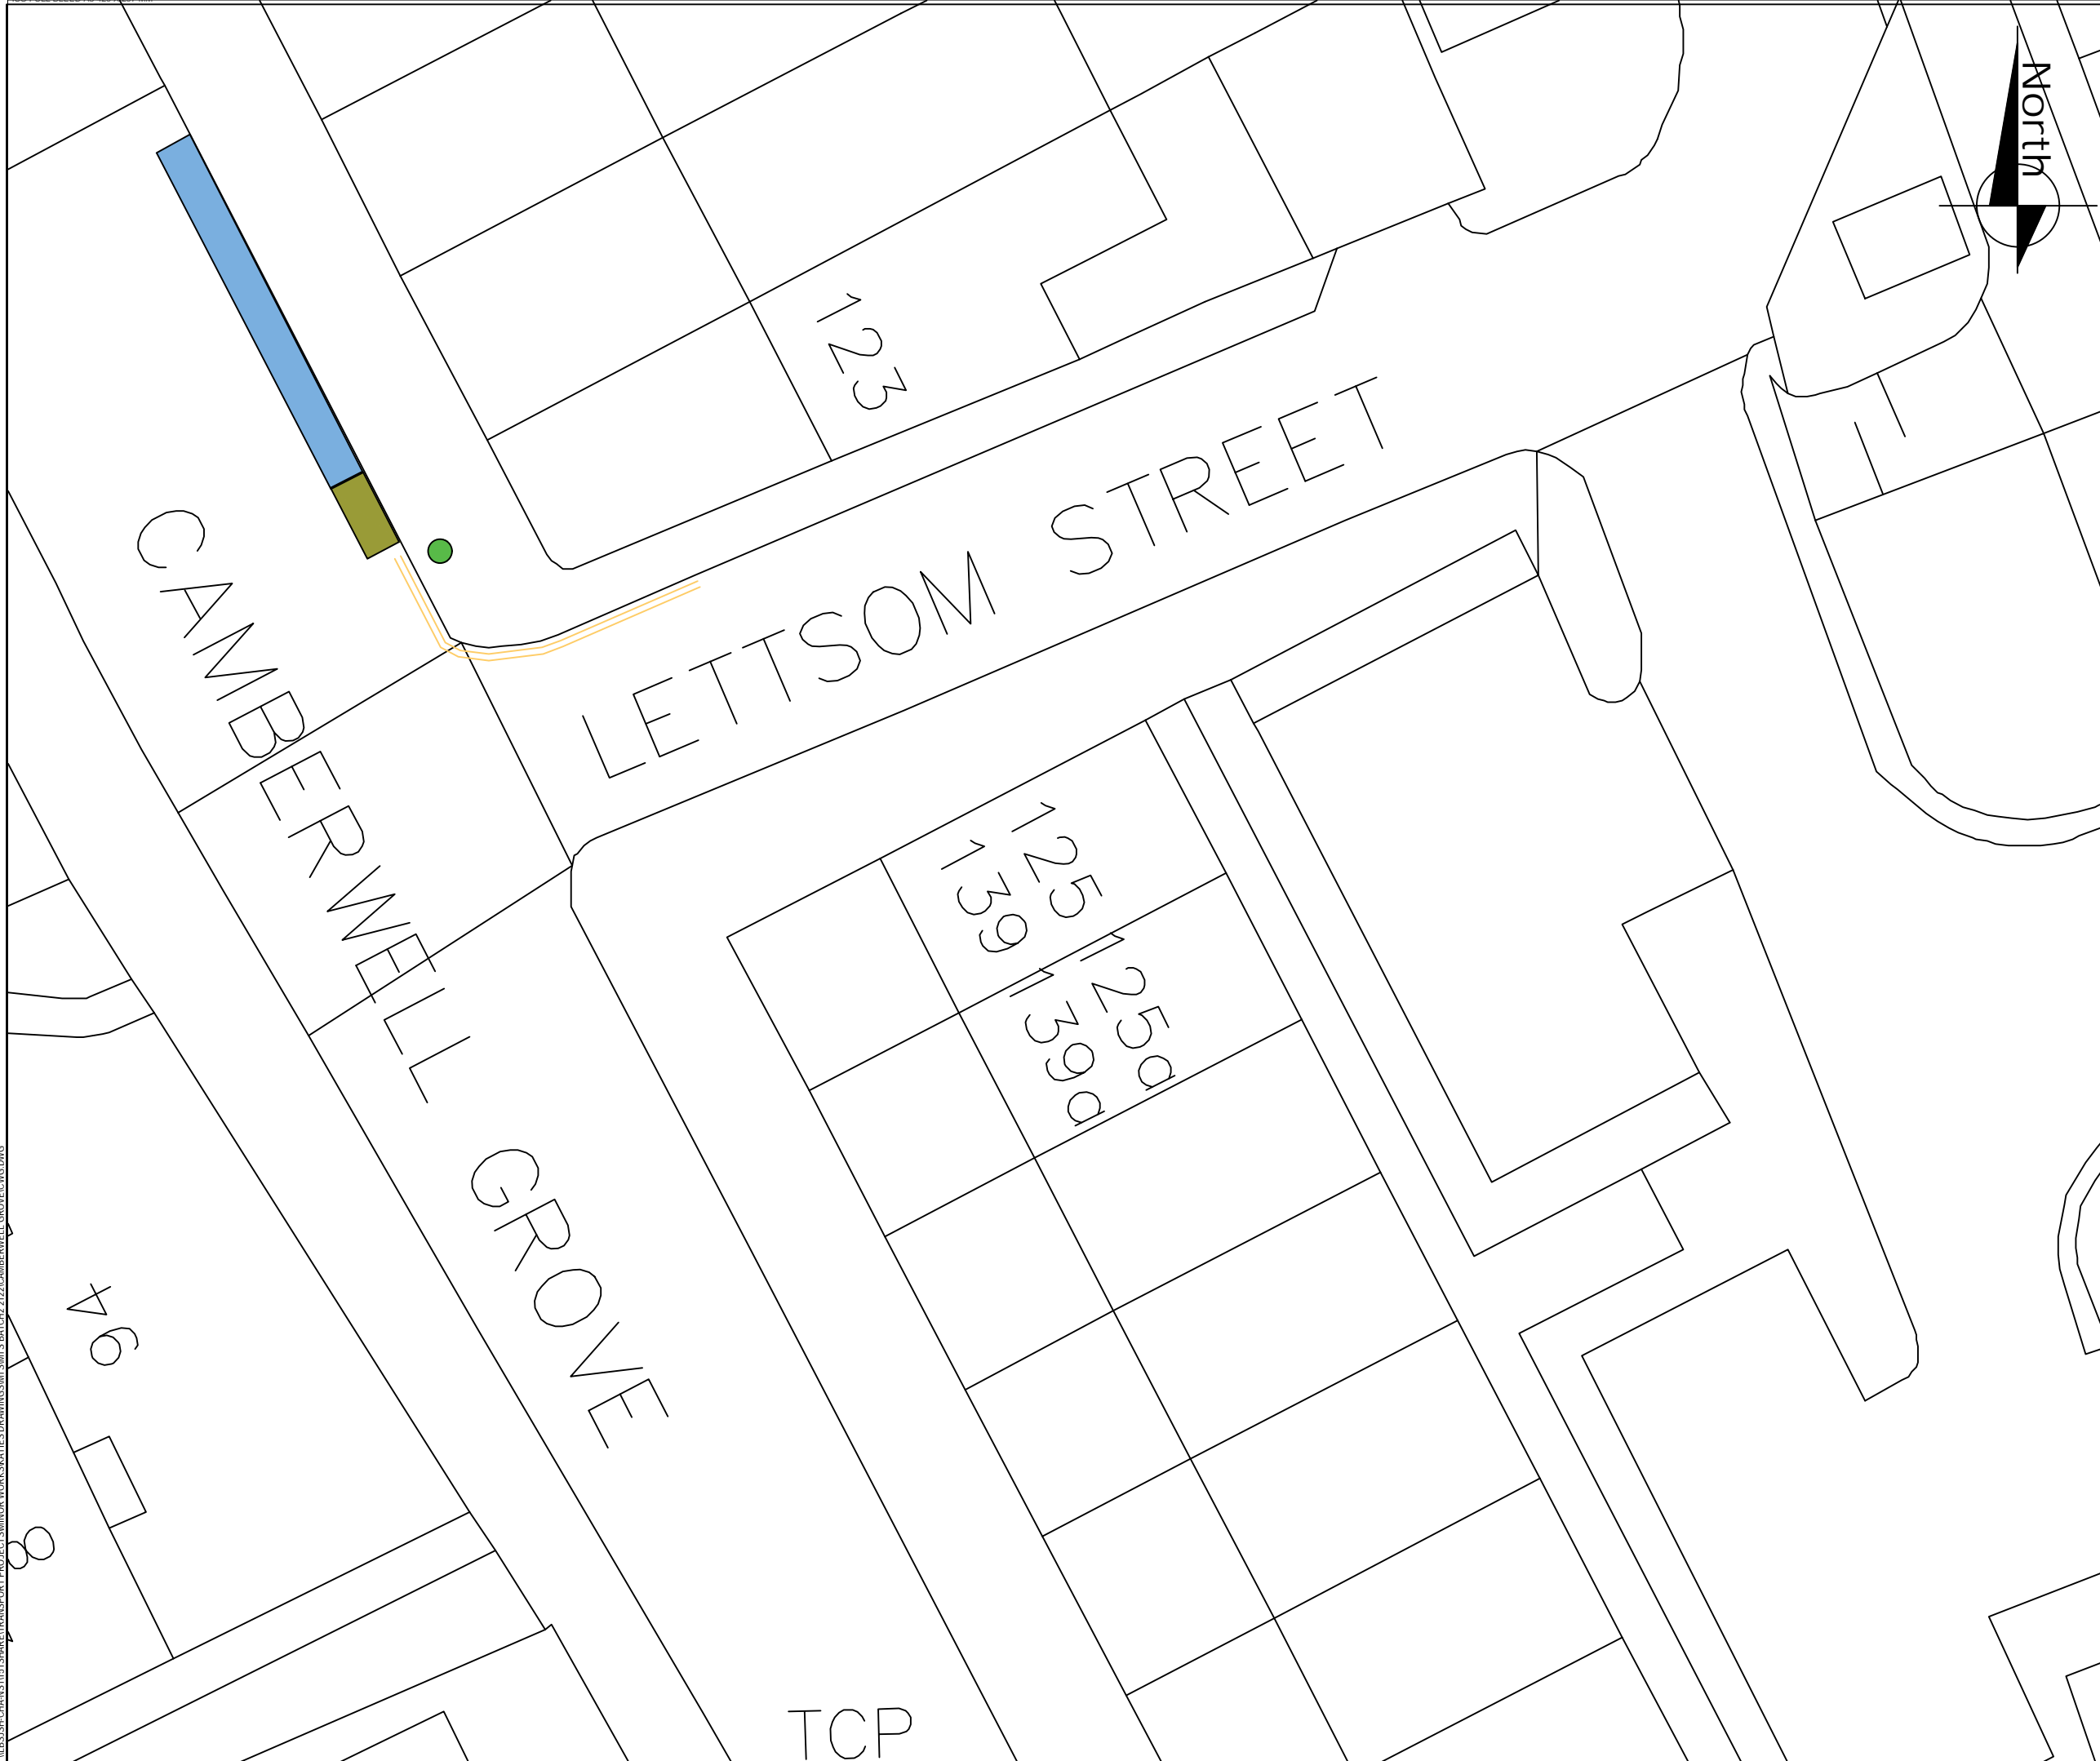 North
123
LETTSOM STREET
CAMBERWELL GROVE
125
139
125a
139a
TCP